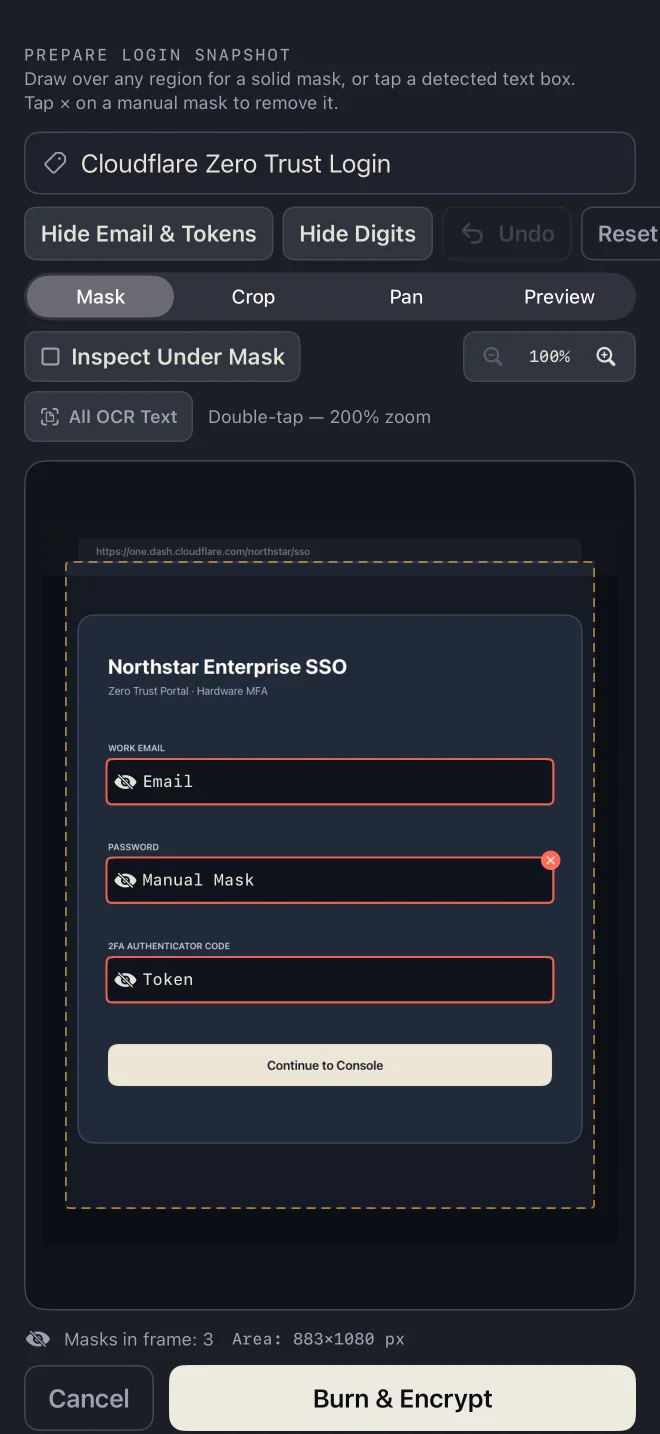 PREPARE LOGIN SNAPSHOT
Draw over any region for a solid mask, or tap a detected text box.
Tap × on a manual mask to remove it.
Cloudflare Zero Trust Login
Hide Email & Tokens
Hide Digits
Undo
Reset
Mask
Crop
Pan
Preview
Inspect Under Mask
100%
All OCR Text
Double-tap — 200% zoom
https://one.dash.cloudflare.com/northstar/sso
Northstar Enterprise SSO
Zero Trust Portal · Hardware MFA
WORK EMAIL
Email
PASSWORD
Manual Mask
2FA AUTHENTICATOR CODE
Token
Continue to Console
Masks in frame: 3 Area: 883×1080 px
Cancel
Burn & Encrypt